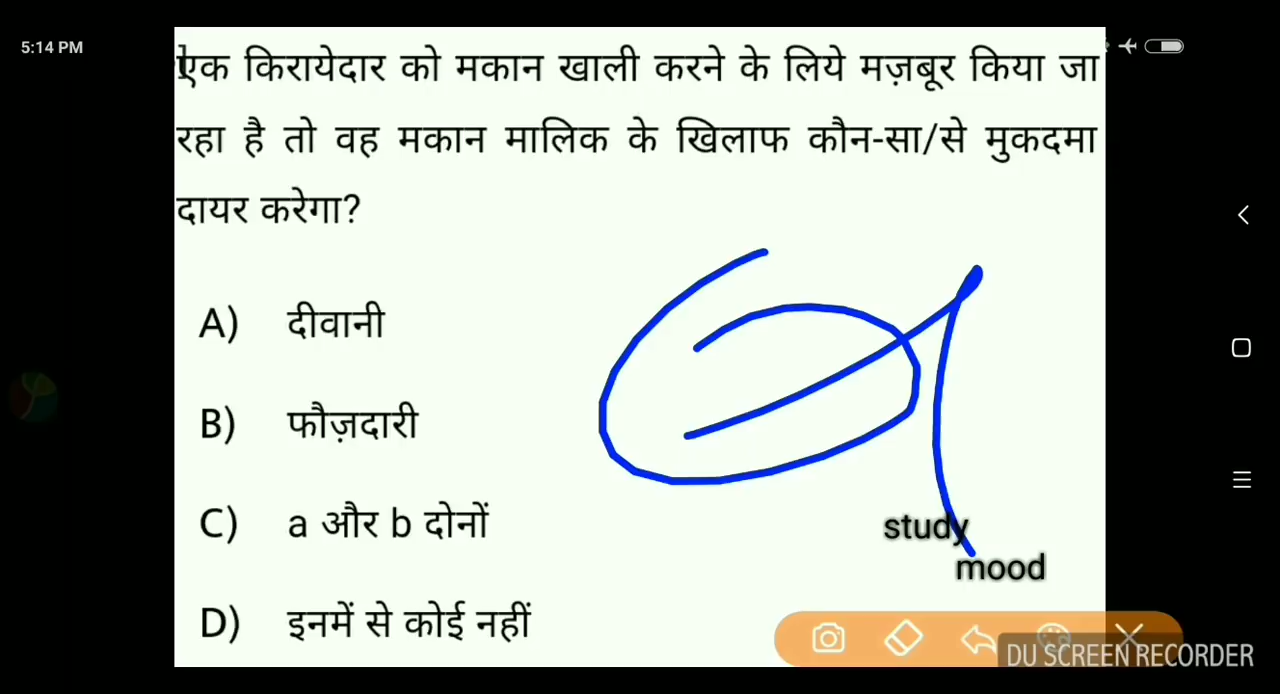 5:14 PM
एक किरायेदार को मकान खाली करने के लिये मज़बूर किया जा
रहा है तो वह मकान मालिक के खिलाफ कौन-सा/से मुकदमा
दायर करेगा?
A) दीवानी
B) फौज़दारी
C) a और b दोनों
D) इनमें से कोई नहीं
study
mood
DU SCREEN RECORDER